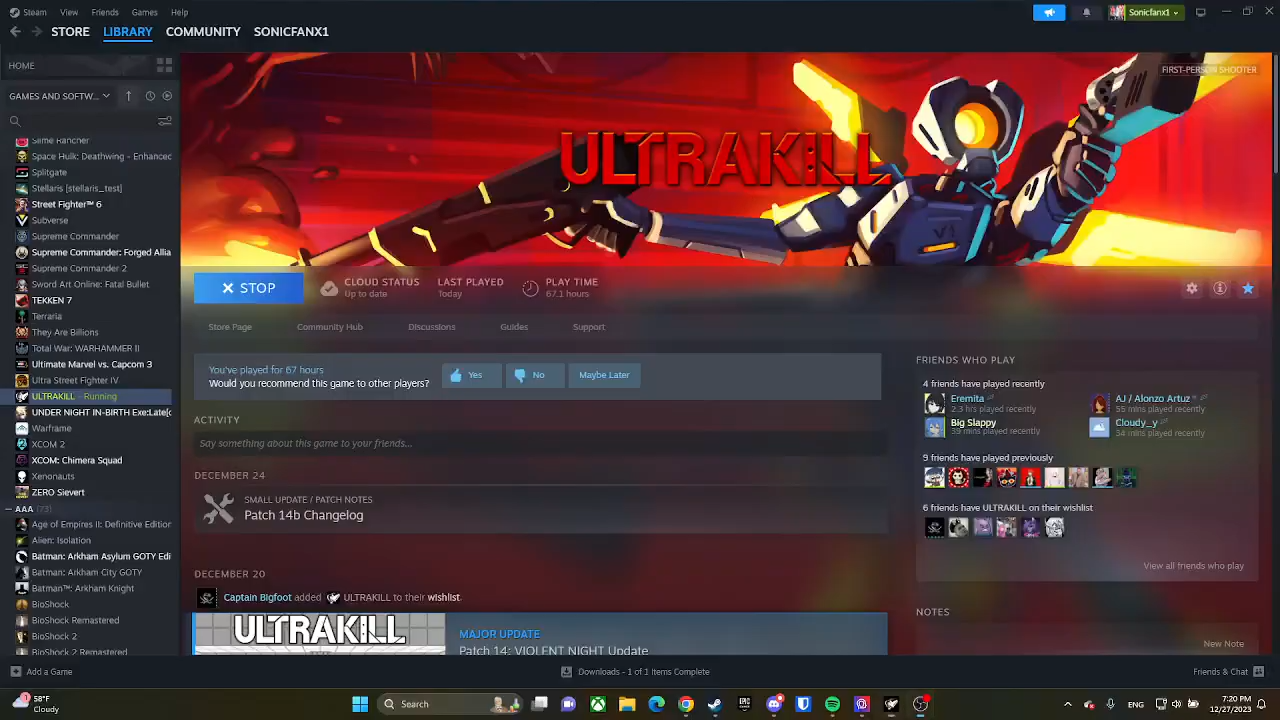 Steam View Friends Games Help
Sonicfanx1
STORE LIBRARY COMMUNITY SONICFANX1
HOME
GAMES AND SOFTW...
Slime Rancher
Space Hulk: Deathwing - Enhanced
Splitgate
Stellaris [stellaris_test]
Street Fighter™ 6
Subverse
Supreme Commander
Supreme Commander: Forged Allia
Supreme Commander 2
Sword Art Online: Fatal Bullet
TEKKEN 7
Terraria
They Are Billions
Total War: WARHAMMER II
Ultimate Marvel vs. Capcom 3
Ultra Street Fighter IV
ULTRAKILL - Running
UNDER NIGHT IN-BIRTH Exe:Late[c
Warframe
XCOM 2
XCOM: Chimera Squad
Xenonauts
ZERO Sievert
AAA (73)
Age of Empires II: Definitive Edition
Alien: Isolation
Batman: Arkham Asylum GOTY Edi
Batman: Arkham City GOTY
Batman™: Arkham Knight
BioShock
BioShock Remastered
BioShock 2
BioShock 2 Remastered
FIRST-PERSON SHOOTER
ULTRAKILL
V1
STOP
CLOUD STATUS
Up to date
LAST PLAYED
Today
PLAY TIME
67.1 hours
Store Page Community Hub Discussions Guides Support
You've played for 67 hours
Would you recommend this game to other players?
Yes No Maybe Later
ACTIVITY
Say something about this game to your friends...
DECEMBER 24
SMALL UPDATE / PATCH NOTES
Patch 14b Changelog
DECEMBER 20
Captain Bigfoot added ULTRAKILL to their wishlist
ULTRAKILL
MAJOR UPDATE
Patch 14: VIOLENT NIGHT Update
FRIENDS WHO PLAY
4 friends have played recently
Eremita
2.3 hrs played recently
AJ / Alonzo Artuz
55 mins played recently
Big Slappy
39 mins played recently
Cloudy_y
34 mins played recently
9 friends have played previously
6 friends have ULTRAKILL on their wishlist
View all friends who play
NOTES
New Note
Add a Game
Downloads - 1 of 1 Items Complete
Friends & Chat
58°F
Cloudy
Search
7:20 PM
12/27/2023